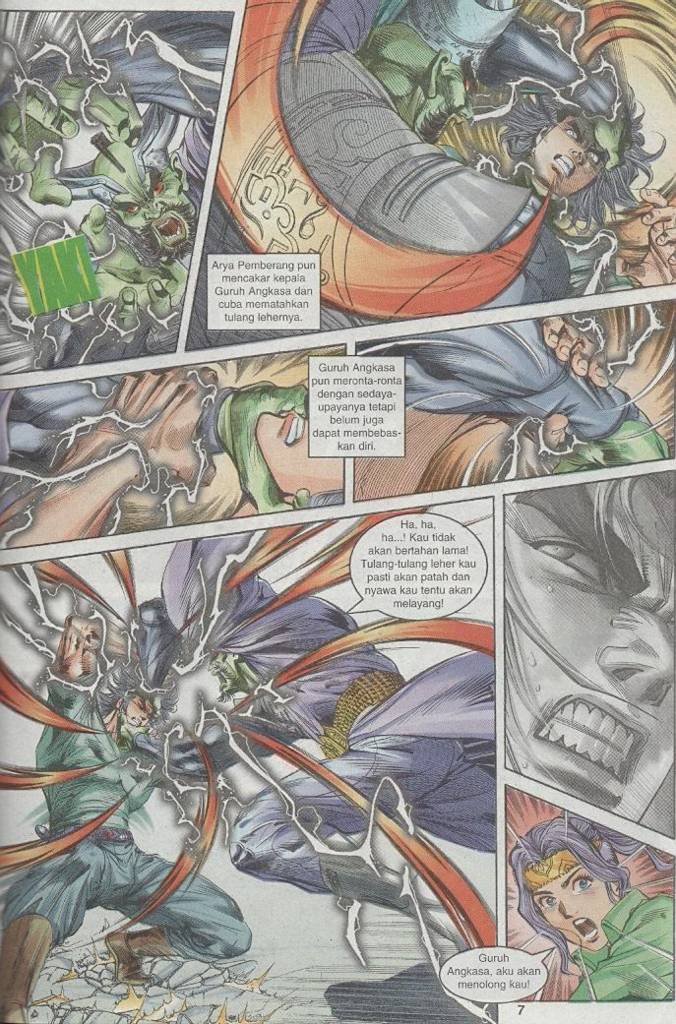 YAK!
Arya Pemberang pun
mencakar kepala
Guruh Angkasa dan
cuba mematahkan
tulang lehernya.
Guruh Angkasa
pun meronta-ronta
dengan sedaya-
upayanya tetapi
belum juga
dapat membebas-
kan diri.
Ha, ha,
ha...! Kau tidak
akan bertahan lama!
Tulang-tulang leher kau
pasti akan patah dan
nyawa kau tentu akan
melayang!
Guruh
Angkasa, aku akan
menolong kau!
7